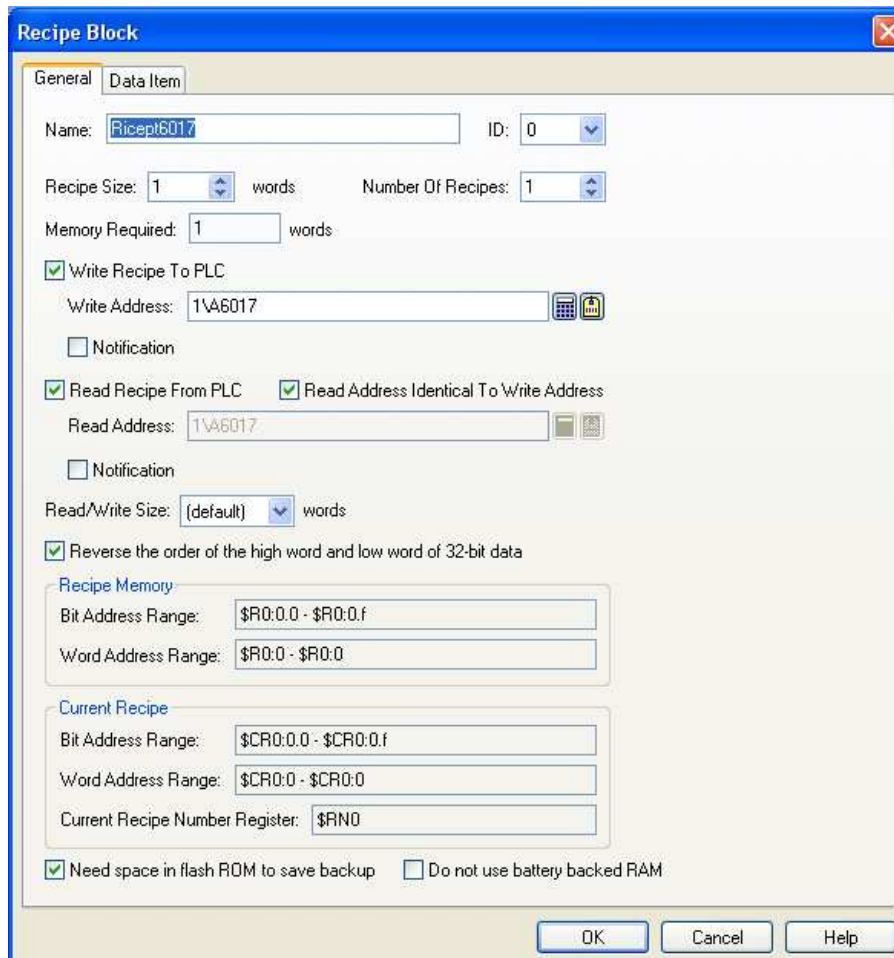 Recipe Block
General Data Item
Name: Ricept6017 ID: 0
Recipe Size: 1 words Number Of Recipes: 1
Memory Required: 1 words
Write Recipe To PLC
Write Address: 1\A6017
Notification
Read Recipe From PLC Read Address Identical To Write Address
Read Address: 1\A6017
Notification
Read/Write Size: (default) words
Reverse the order of the high word and low word of 32-bit data
Recipe Memory
Bit Address Range: $R0:0.0 - $R0:0.f
Word Address Range: $R0:0 - $R0:0
Current Recipe
Bit Address Range: $CR0:0.0 - $CR0:0.f
Word Address Range: $CR0:0 - $CR0:0
Current Recipe Number Register: $RN0
Need space in flash ROM to save backup Do not use battery backed RAM
OK Cancel Help